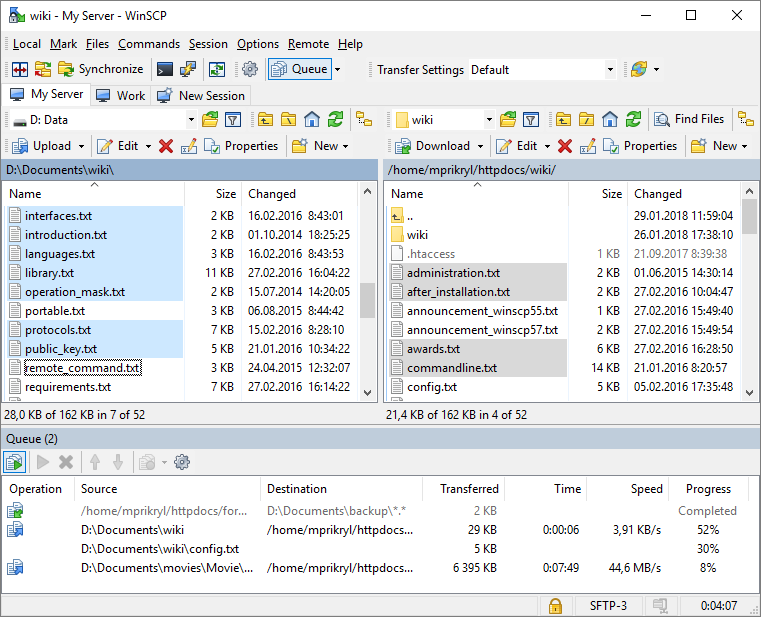 wiki - My Server - WinSCP
Local Mark Files Commands Session Options Remote Help
Synchronize Queue Transfer Settings Default
My Server Work New Session
D: Data wiki Find Files
Upload Edit Properties New Download Edit Properties New
D:\Documents\wiki\ /home/mprikryl/httpdocs/wiki/
Name Size Changed Name Size Changed
interfaces.txt 2 KB 16.02.2016 8:43:01 .. 29.01.2018 11:59:04
introduction.txt 2 KB 01.10.2014 18:25:25 wiki 26.01.2018 17:38:10
languages.txt 3 KB 16.02.2016 8:43:53 .htaccess 1 KB 21.09.2017 8:39:38
library.txt 11 KB 27.02.2016 16:04:22 administration.txt 2 KB 01.06.2015 14:30:14
operation_mask.txt 2 KB 15.07.2014 14:20:05 after_installation.txt 2 KB 27.02.2016 10:04:47
portable.txt 3 KB 06.08.2015 8:44:42 announcement_winscp55.txt 1 KB 27.02.2016 15:49:40
protocols.txt 7 KB 15.02.2016 8:28:10 announcement_winscp57.txt 2 KB 27.02.2016 15:49:54
public_key.txt 5 KB 21.01.2016 10:34:22 awards.txt 6 KB 27.02.2016 16:28:50
remote_command.txt 3 KB 24.04.2015 12:32:07 commandline.txt 14 KB 21.01.2016 8:20:57
requirements.txt 7 KB 27.02.2016 16:14:22 config.txt 5 KB 05.02.2016 17:35:48
28,0 KB of 162 KB in 7 of 52 21,4 KB of 162 KB in 4 of 52
Queue (2)
Operation Source Destination Transferred Time Speed Progress
/home/mprikryl/httpdocs/for... D:\Documents\backup\*.* 2 KB Completed
D:\Documents\wiki /home/mprikryl/httpdocs... 29 KB 0:00:06 3,91 KB/s 52%
D:\Documents\wiki\config.txt 5 KB 30%
D:\Documents\movies\Movie\... /home/mprikryl/httpdocs... 6 395 KB 0:07:49 44,6 MB/s 8%
SFTP-3 0:04:07